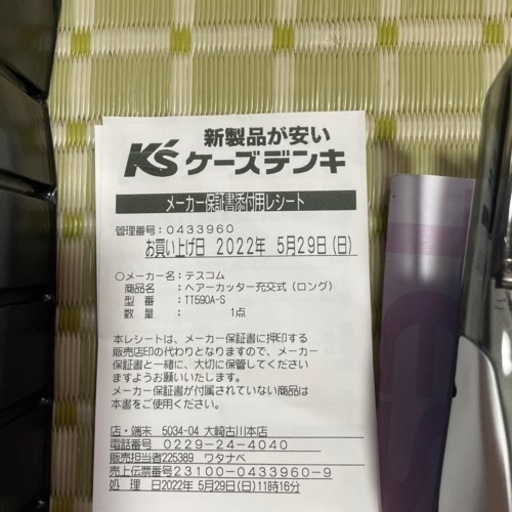 新製品が安い
K's ケーズデンキ
メーカー保証書添付用レシート
管理番号:0433960
お買い上げ日 2022年 5月29日(日)
○メーカー名:テスコム
商品名:ヘアーカッター充交式(ロング)
型 番:TT590A-S
数 量: 1点
本レシートは、メーカー保証書に押印する
販売店印の代わりとなりますので、メーカー
保証書と一緒に、大切に保管してください
ますようお願いいたします。
メーカー保証書が付属されていない商品は
本書をご使用ください。
店・端末 5034-04 大崎古川本店
電話番号 0229-24-4040
販売担当者225389 ワタナベ
売上伝票番号23100-0433960-9
処 理 日2022年 5月29日(日)11時16分